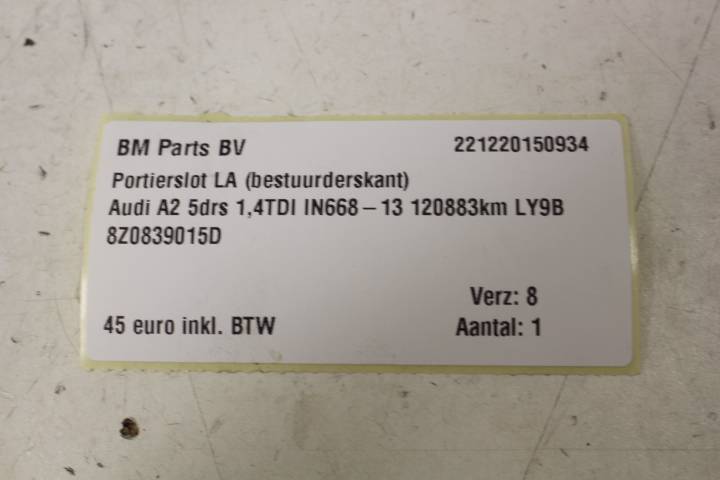 BM Parts BV 221220150934
Portierslot LA (bestuurderskant)
Audi A2 5drs 1,4TDI IN668-13 120883km LY9B
8Z0839015D
Verz: 8
45 euro inkl. BTW Aantal: 1